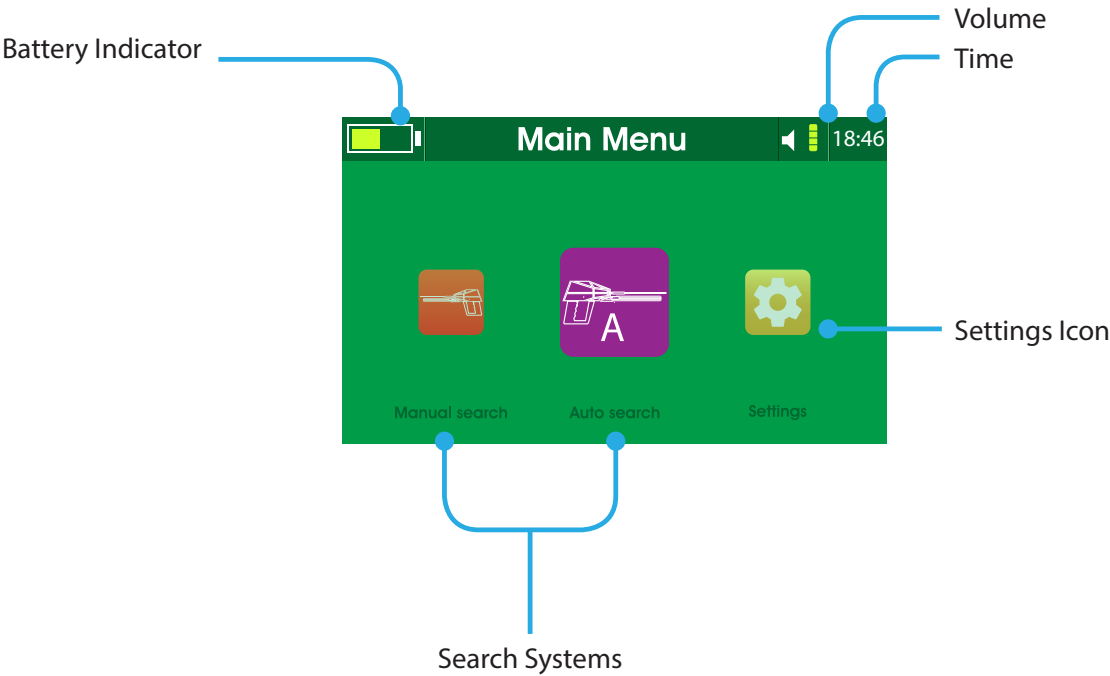 Volume
Battery Indicator
Time
Main Menu
18:46
A
Settings Icon
Manual search
Auto search
Settings
Search Systems